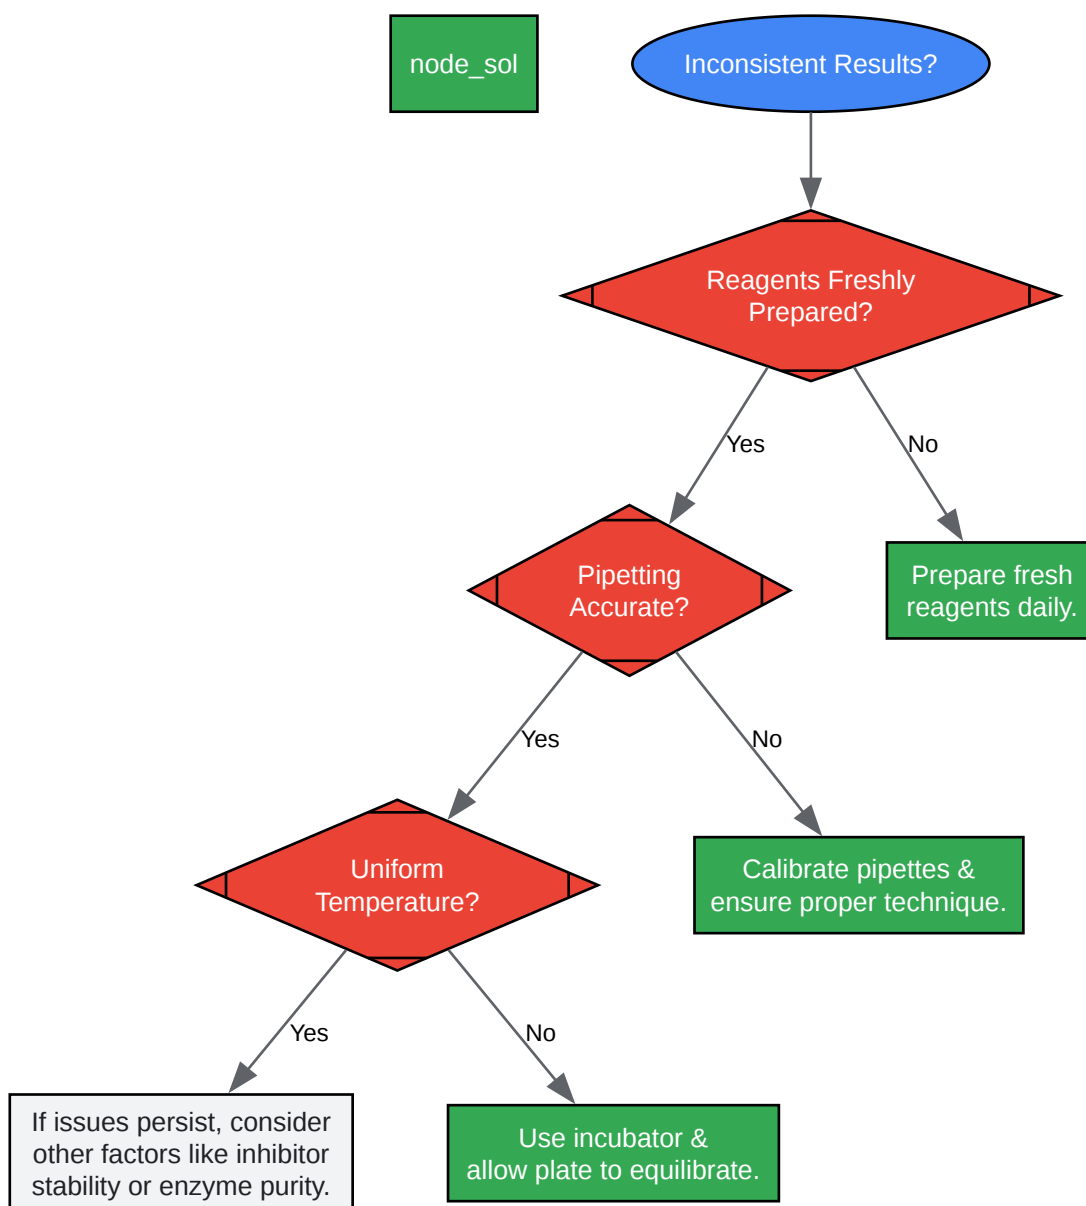 node_sol
Inconsistent Results?
Reagents Freshly
Prepared?
Yes
No
Pipetting
Accurate?
Prepare fresh
reagents daily.
Yes
No
Uniform
Temperature?
Calibrate pipettes &
ensure proper technique.
Yes
No
If issues persist, consider
other factors like inhibitor
stability or enzyme purity.
Use incubator &
allow plate to equilibrate.